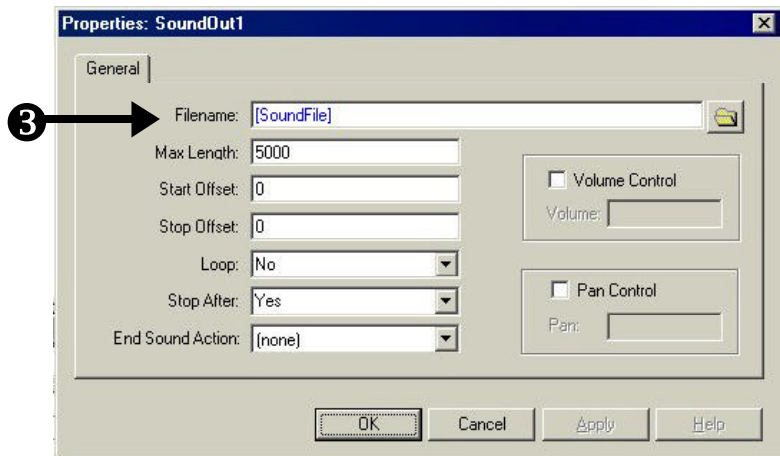 Properties: SoundOut1
General
3
Filename: [SoundFile]
Max Length: 5000
Start Offset: 0
Stop Offset: 0
Loop: No
Stop After: Yes
End Sound Action: (none)
Volume Control
Volume:
Pan Control
Pan:
OK Cancel Apply Help